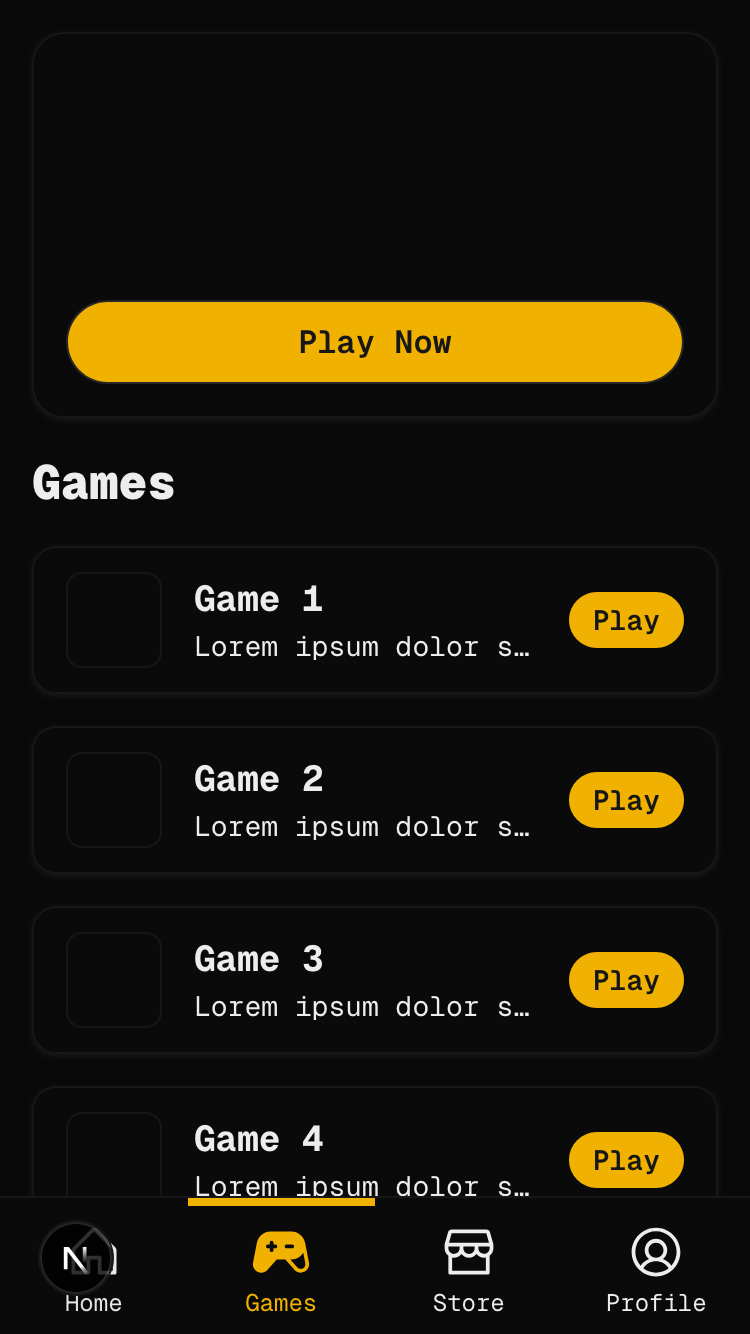 Play Now
Games
Game 1
Lorem ipsum dolor s…
Play
Game 2
Lorem ipsum dolor s…
Play
Game 3
Lorem ipsum dolor s…
Play
Game 4
Lorem ipsum dolor s…
Play
N
Home
Games
Store
Profile